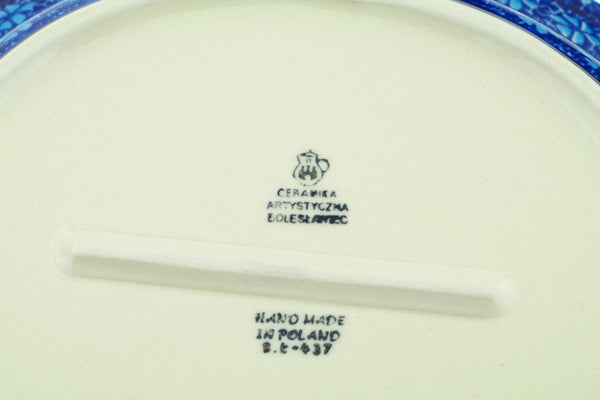 CERAMIKA
ARTYSTYCZNA
BOLESŁAWIEC
HAND MADE
IN POLAND